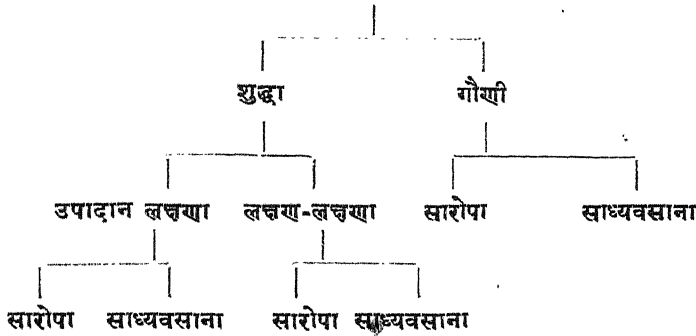 शुद्धा गौणी
उपादान लक्षणा लक्षण-लक्षणा सारोपा साध्यवसाना
सारोपा साध्यवसाना सारोपा साध्यवसाना